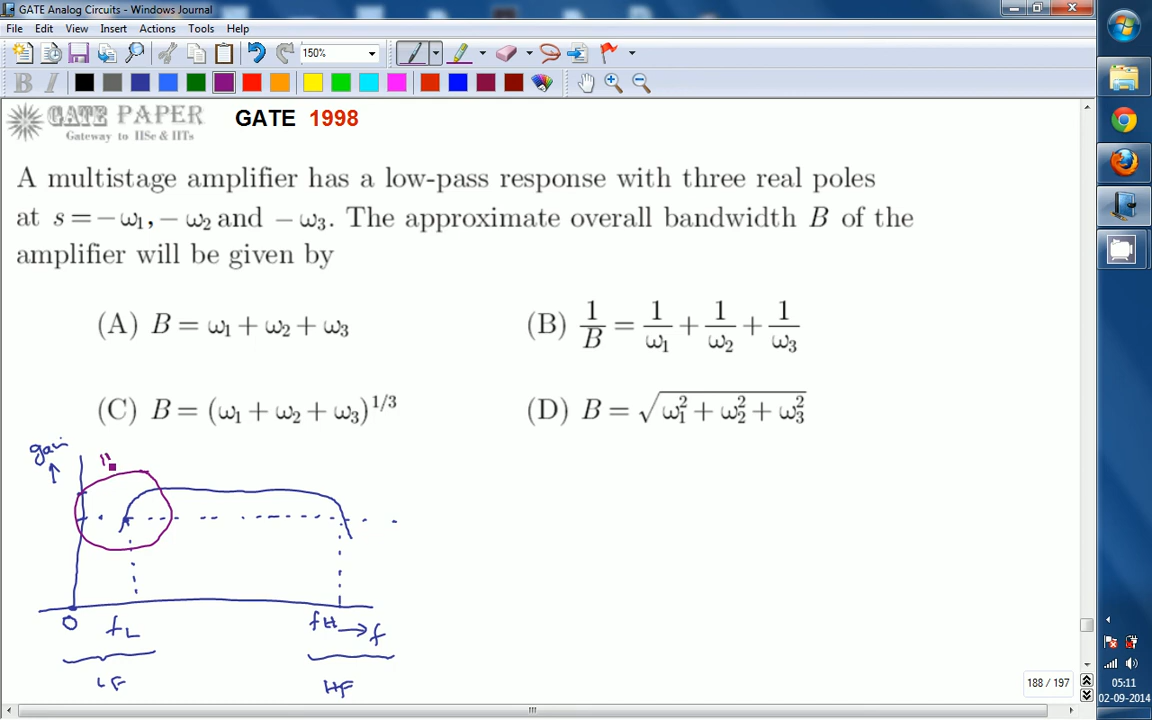 GATE Analog Circuits - Windows Journal
File Edit View Insert Actions Tools Help
150%
B I
GATE PAPER
Gateway to IISc & IITs
GATE 1998
A multistage amplifier has a low-pass response with three real poles
at s = −ω₁, − ω₂ and − ω₃. The approximate overall bandwidth B of the
amplifier will be given by
(A) B = ω₁ + ω₂ + ω₃
(B) 1/B = 1/ω₁ + 1/ω₂ + 1/ω₃
(C) B = (ω₁ + ω₂ + ω₃)^1/3
(D) B = √(ω₁² + ω₂² + ω₃²)
gain
0 fL fH → f
LF HF
188 / 197
05:11
02-09-2014